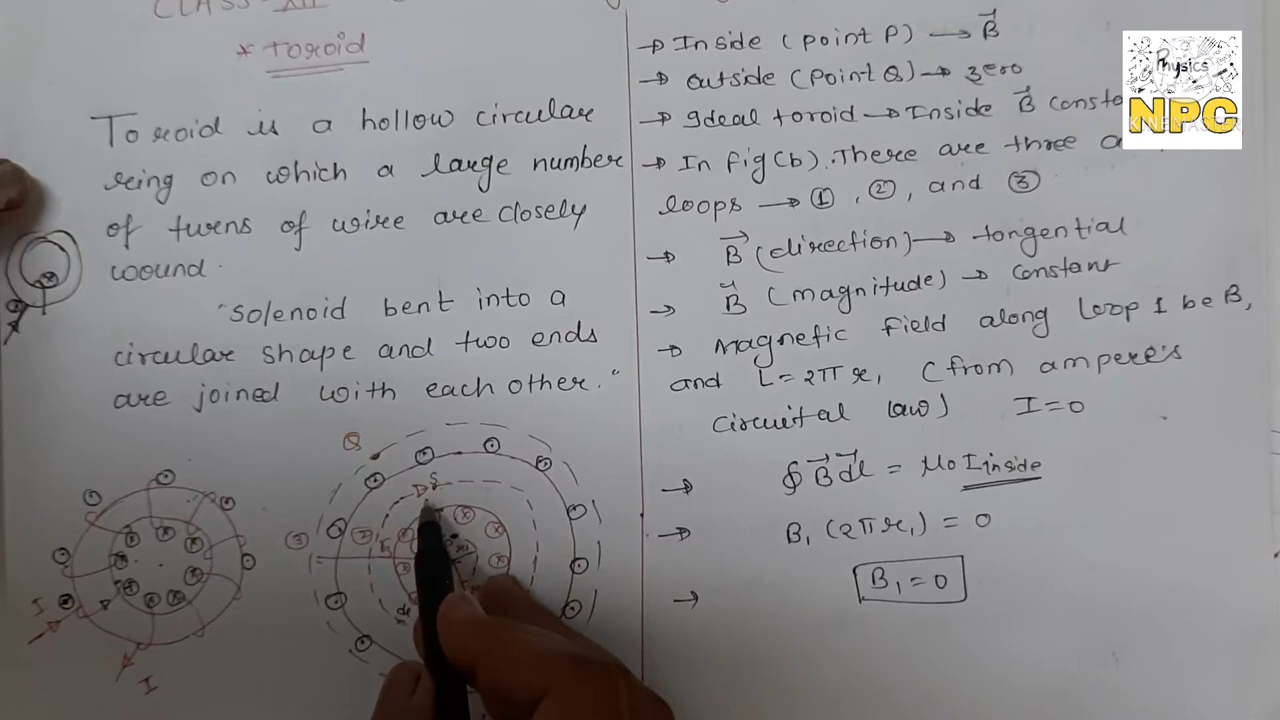 CLASS-XII
* Toroid
Toroid is a hollow circular
ring on which a large number
of turns of wire are closely
wound.
"Solenoid bent into a
circular shape and two ends
are joined with each other."
→ Inside (point P) → B⃗
→ outside (point Q) → zero
→ Ideal toroid → Inside B⃗
→ In fig(b). There are three
loops → ①, ②, and ③
→ B⃗ (direction) → tangential
→ B⃗ (magnitude) → constant
→ Magnetic field along loop 1 be B₁
and L = 2πr₁ (from ampere's
circuital law) I = 0
→ ∮B⃗ dl⃗ = μ₀ I inside
→ B₁ (2πr₁) = 0
→ B₁ = 0
Physics
NPC
Q
③ ②
I
I